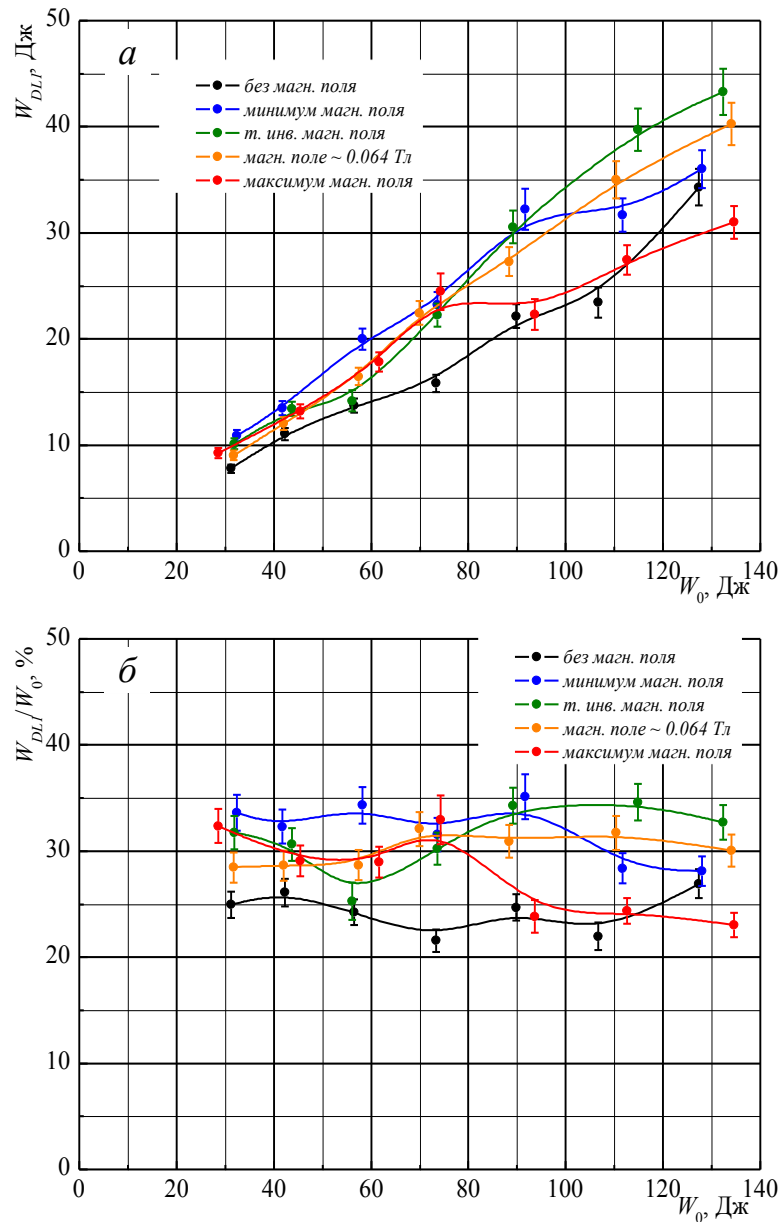 W_DLP, Дж
50
40
30
20
10
0
а
без магн. поля
минимум магн. поля
т. инв. магн. поля
магн. поле ~ 0.064 Тл
максимум магн. поля
0 20 40 60 80 100 120 140
W_0, Дж
W_DLI/W_0, %
50
40
30
20
10
0
б
без магн. поля
минимум магн. поля
т. инв. магн. поля
магн. поле ~ 0.064 Тл
максимум магн. поля
0 20 40 60 80 100 120 140
W_0, Дж